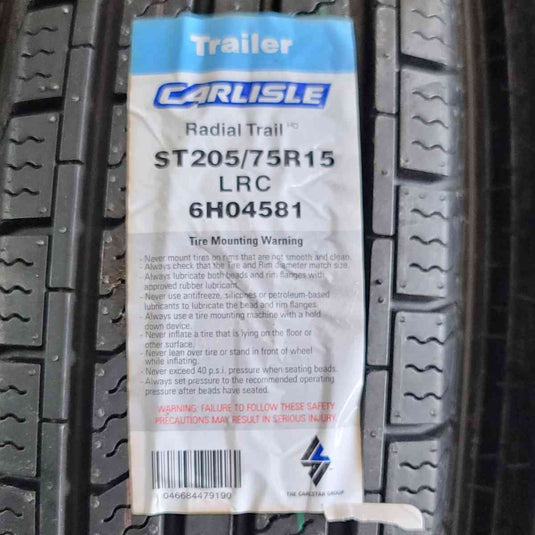 Trailer
CARLISLE
Radial Trail HD
ST205/75R15
LRC
6H04581
Tire Mounting Warning
- Never mount tires on rims that are not smooth and clean.
- Always check that the Tire and Rim diameter match size.
- Always lubricate both beads and rim flanges with
approved rubber lubricant.
- Never use antifreeze, silicones or petroleum-based
lubricants to lubricate the bead and rim flanges.
- Always use a tire mounting machine with a hold
down device.
- Never inflate a tire that is lying on the floor or
other surface.
- Never lean over tire or stand in front of wheel
while inflating.
- Never exceed 40 p.s.i. pressure when seating beads.
- Always set pressure to the recommended operating
pressure after beads have seated.
WARNING: FAILURE TO FOLLOW THESE SAFETY
PRECAUTIONS MAY RESULT IN SERIOUS INJURY.
046684479190
THE CARLSTAR GROUP